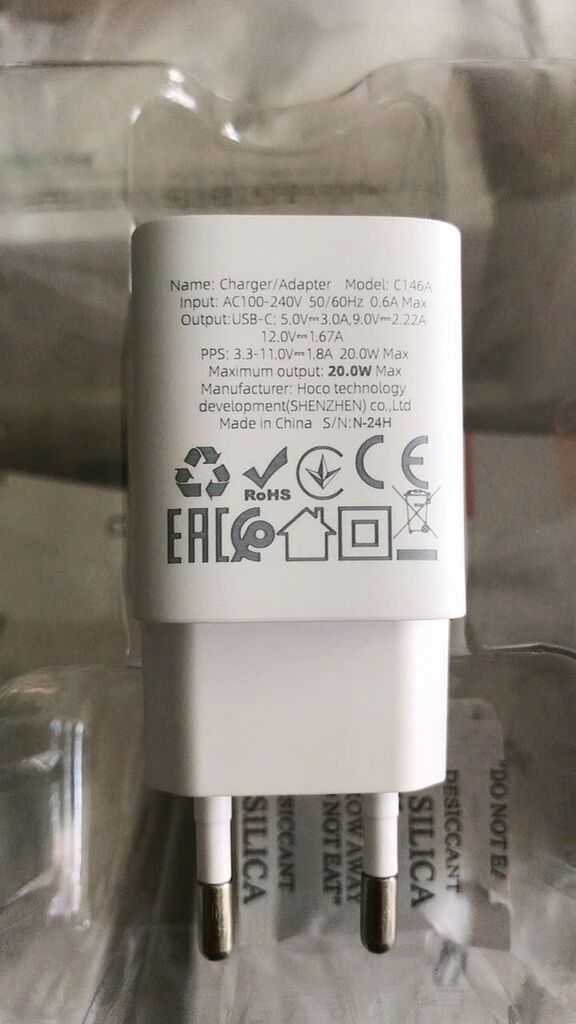 Name: Charger/Adapter Model: C146A
Input: AC100-240V 50/60Hz 0.6A Max
Output:USB-C: 5.0V⎓3.0A,9.0V⎓2.22A
12.0V⎓1.67A
PPS: 3.3-11.0V⎓1.8A 20.0W Max
Maximum output: 20.0W Max
Manufacturer: Hoco technology
development(SHENZHEN) co.,Ltd
Made in China S/N:N-24H
RoHS
CE
EAC
SILICA
DESICCANT
NOT EAT"
SILICA
DESICCANT
"DO NOT